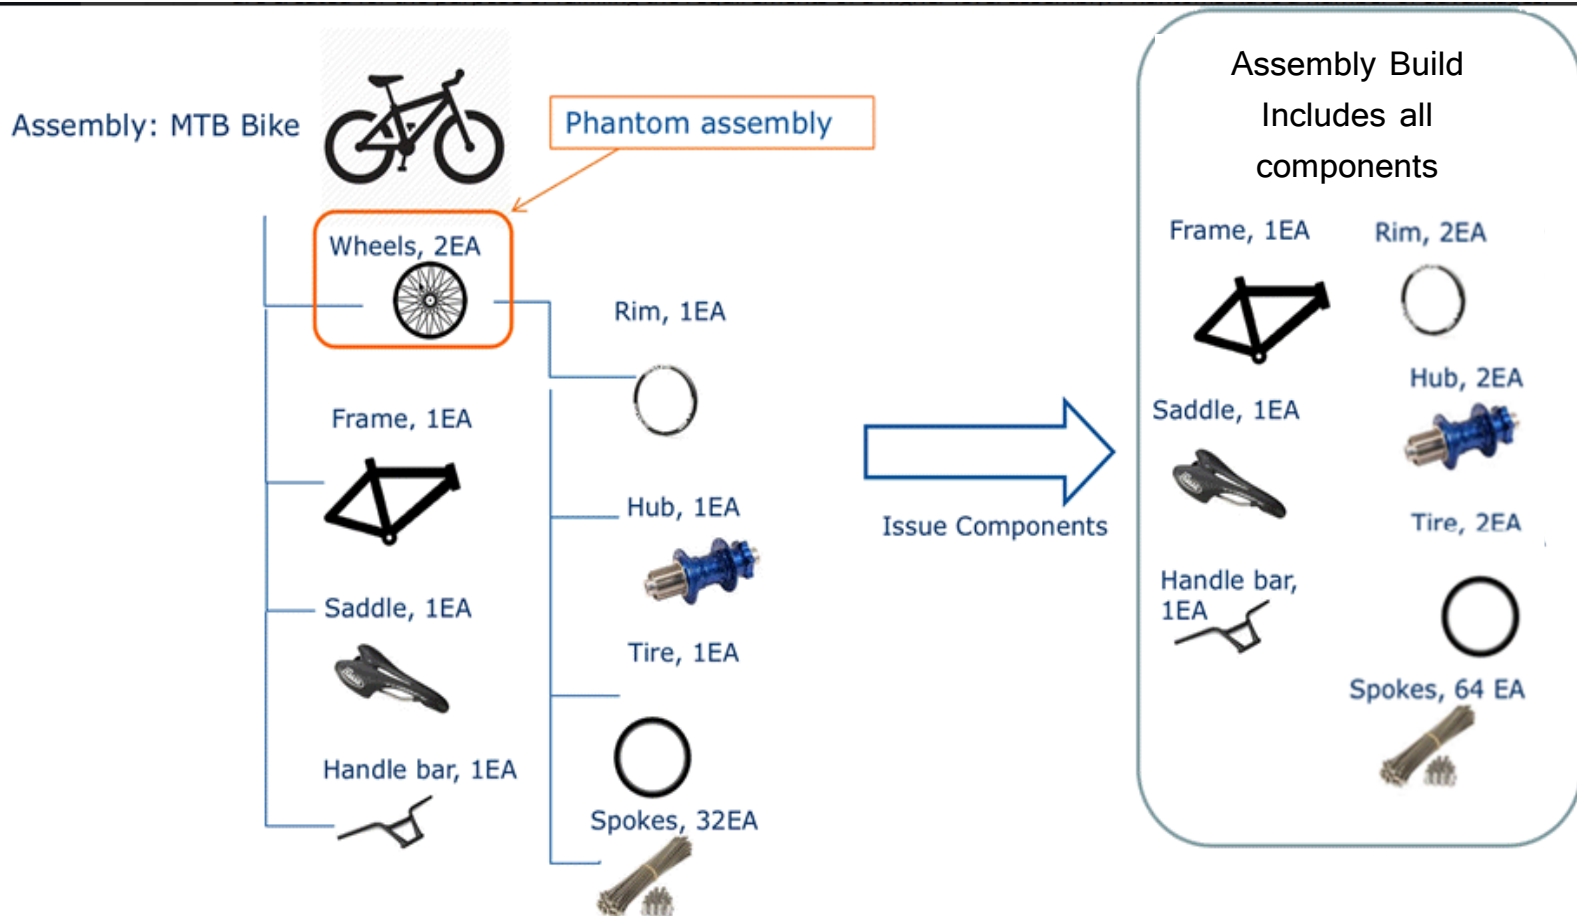 Assembly: MTB Bike
Phantom assembly
Wheels, 2EA
Frame, 1EA
Saddle, 1EA
Handle bar, 1EA
Rim, 1EA
Hub, 1EA
Tire, 1EA
Spokes, 32EA
Issue Components
Assembly Build
Includes all
components
Frame, 1EA
Rim, 2EA
Hub, 2EA
Saddle, 1EA
Tire, 2EA
Handle bar,
1EA
Spokes, 64 EA